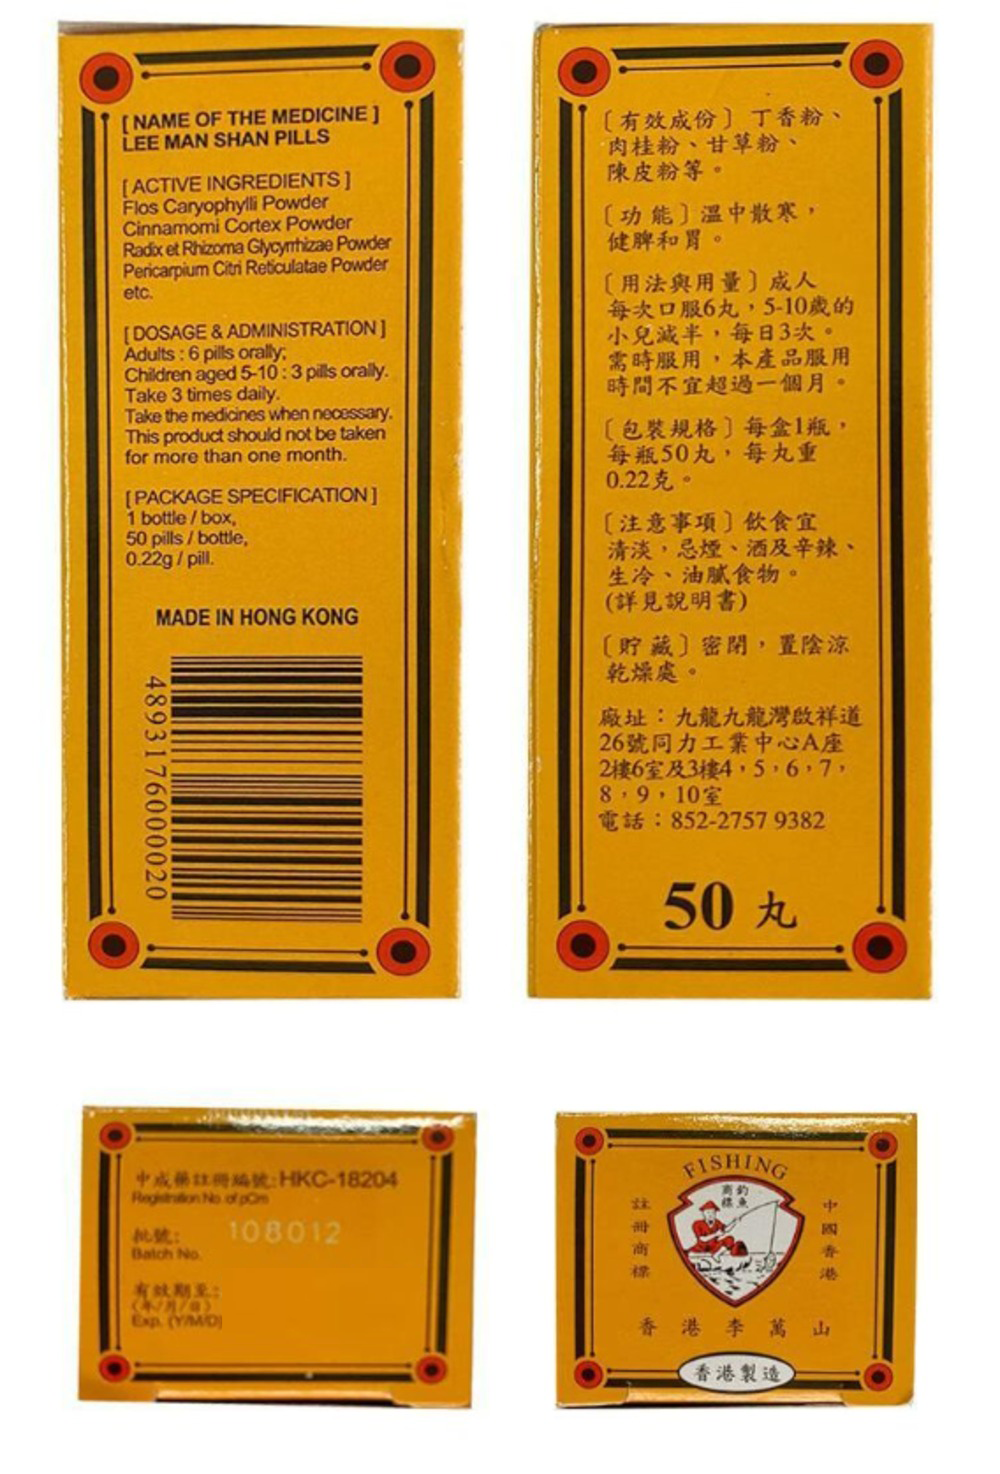 [ NAME OF THE MEDICINE ]
LEE MAN SHAN PILLS
[ ACTIVE INGREDIENTS ]
Flos Caryophylli Powder
Cinnamomi Cortex Powder
Radix et Rhizoma Glycyrrhizae Powder
Pericarpium Citri Reticulatae Powder
etc.
[ DOSAGE & ADMINISTRATION ]
Adults : 6 pills orally;
Children aged 5-10 : 3 pills orally.
Take 3 times daily.
Take the medicines when necessary.
This product should not be taken
for more than one month.
[ PACKAGE SPECIFICATION ]
1 bottle / box,
50 pills / bottle,
0.22g / pill.
MADE IN HONG KONG
4893176000020
〔有效成份〕丁香粉、
肉桂粉、甘草粉、
陳皮粉等。
〔功能〕溫中散寒，
健脾和胃。
〔用法與用量〕成人
每次口服6丸，5-10歲的
小兒減半，每日3次。
需時服用，本產品服用
時間不宜超過一個月。
〔包裝規格〕每盒1瓶，
每瓶50丸，每丸重
0.22克。
〔注意事項〕飲食宜
清淡，忌煙、酒及辛辣、
生冷、油膩食物。
(詳見說明書)
〔貯藏〕密閉，置陰涼
乾燥處。
廠址：九龍九龍灣啟祥道
26號同力工業中心A座
2樓6室及3樓4，5，6，7，
8，9，10室
電話：852-2757 9382
50 丸
中成藥註冊編號:HKC-18204
Registration No. of pCm
批號: 108012
Batch No.
有效期至:
(年/月/日)
Exp. (Y/M/D)
FISHING
釣魚商標
註冊商標
中國香港
香港李萬山
香港製造